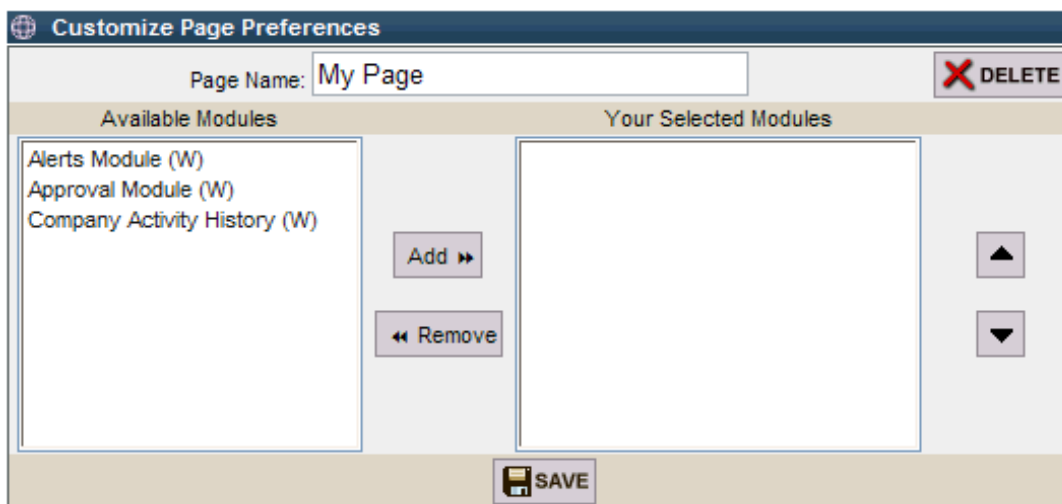 Customize Page Preferences
Page Name: My Page
DELETE
Available Modules
Your Selected Modules
Alerts Module (W)
Approval Module (W)
Company Activity History (W)
Add
Remove
SAVE